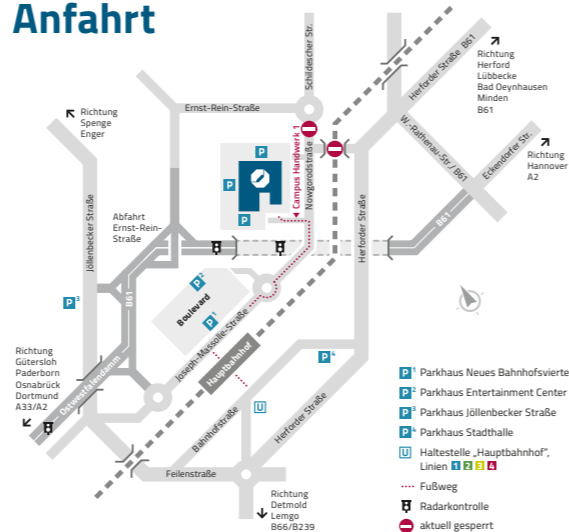 Anfahrt
Schildescher Str.
Herforder Straße B61
Richtung
Herford
Lübbecke
Bad Oeynhausen
Minden
B61
Richtung
Spenge
Enger
Ernst-Rein-Straße
W.-Rathenau-Str./ B61
Eckendorfer Str.
Richtung
Hannover
A2
P
P
P
Campus Handwerk 1
Nowgorodstraße
Jöllenbecker Straße
Abfahrt
Ernst-Rein-
Straße
Herforder Straße
B61
B61
P³
P²
Boulevard
P¹
Joseph-Massolle-Straße
Hauptbahnhof
Richtung
Gütersloh
Paderborn
Osnabrück
Dortmund
A33/A2
Ostwestfalendamm
P⁴
U
Bahnhofstraße
Herforder Straße
Feilenstraße
Richtung
Detmold
Lemgo
B66/B239
P¹ Parkhaus Neues Bahnhofsvierte
P² Parkhaus Entertainment Center
P³ Parkhaus Jöllenbecker Straße
P⁴ Parkhaus Stadthalle
U Haltestelle „Hauptbahnhof",
Linien 1 2 3 4
Fußweg
Radarkontrolle
aktuell gesperrt